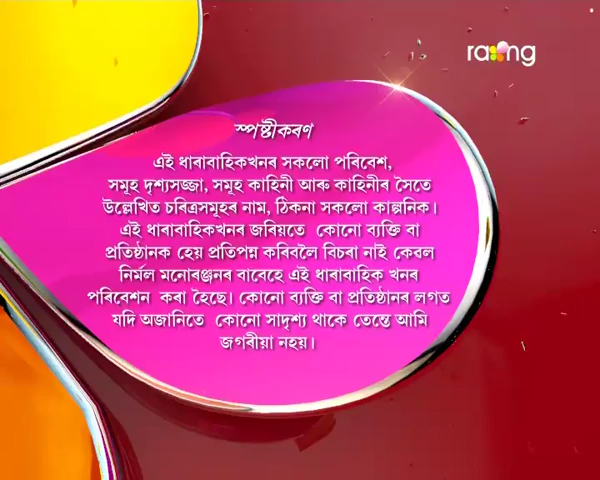 rang
স্পষ্টীকৰণ
এই ধাৰাবাহিকখনৰ সকলো পৰিবেশ,
সমূহ দৃশ্যসজ্জা, সমূহ কাহিনী আৰু কাহিনীৰ সৈতে
উল্লেখিত চৰিত্ৰসমূহৰ নাম, ঠিকনা সকলো কাল্পনিক।
এই ধাৰাবাহিকখনৰ জৰিয়তে কোনো ব্যক্তি বা
প্ৰতিষ্ঠানক হেয় প্ৰতিপন্ন কৰিবলৈ বিচৰা নাই কেৱল
নিৰ্মল মনোৰঞ্জনৰ বাবেহে এই ধাৰাবাহিক খনৰ
পৰিবেশন কৰা হৈছে। কোনো ব্যক্তি বা প্ৰতিষ্ঠানৰ লগত
যদি অজানিতে কোনো সাদৃশ্য থাকে তেন্তে আমি
জগৰীয়া নহয়।